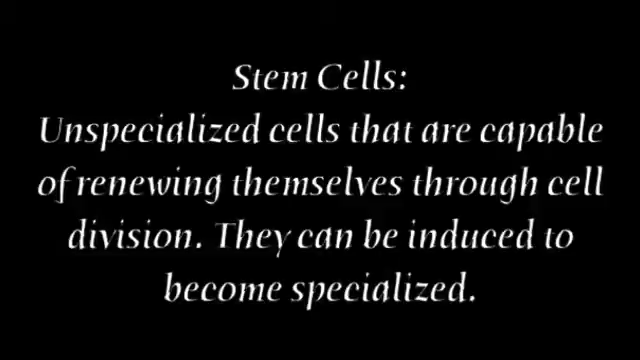 Stem Cells:
Unspecialized cells that are capable
of renewing themselves through cell
division. They can be induced to
become specialized.